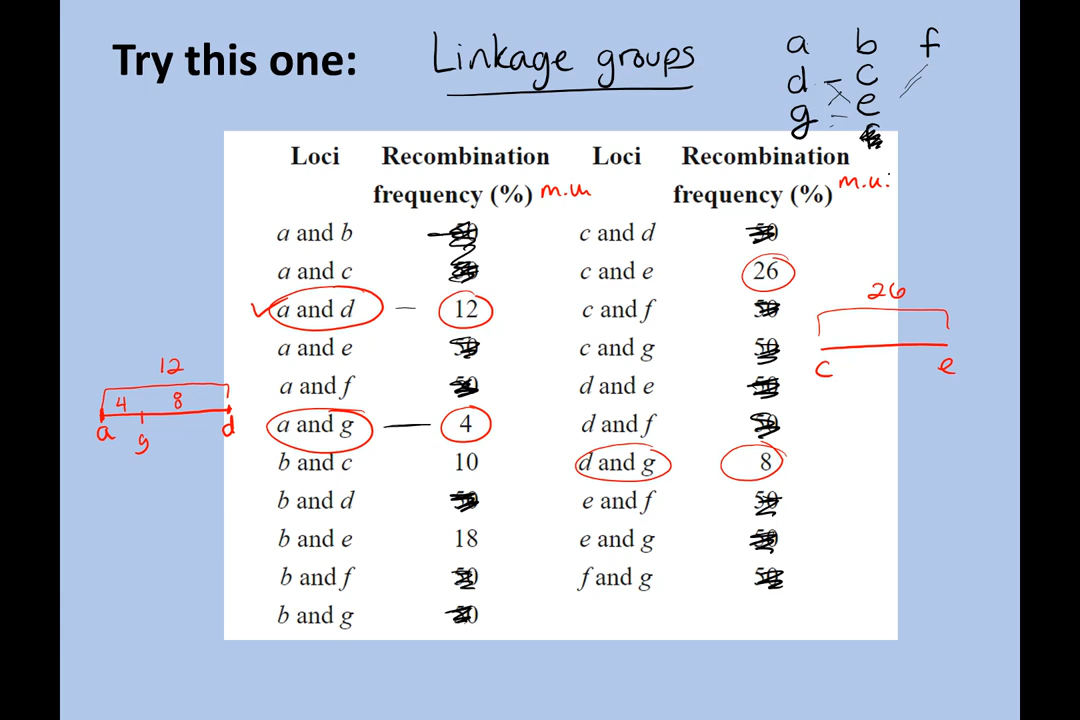 Try this one: Linkage groups
a b f
d c
g e
Loci Recombination Loci Recombination
frequency (%) m.u frequency (%) m.u.
a and b c and d
a and c c and e 26
a and d 12 c and f
a and e c and g
a and f d and e
a and g 4 d and f
b and c 10 d and g 8
b and d e and f
b and e 18 e and g
b and f f and g
b and g
12
4 8
a g d
26
c e